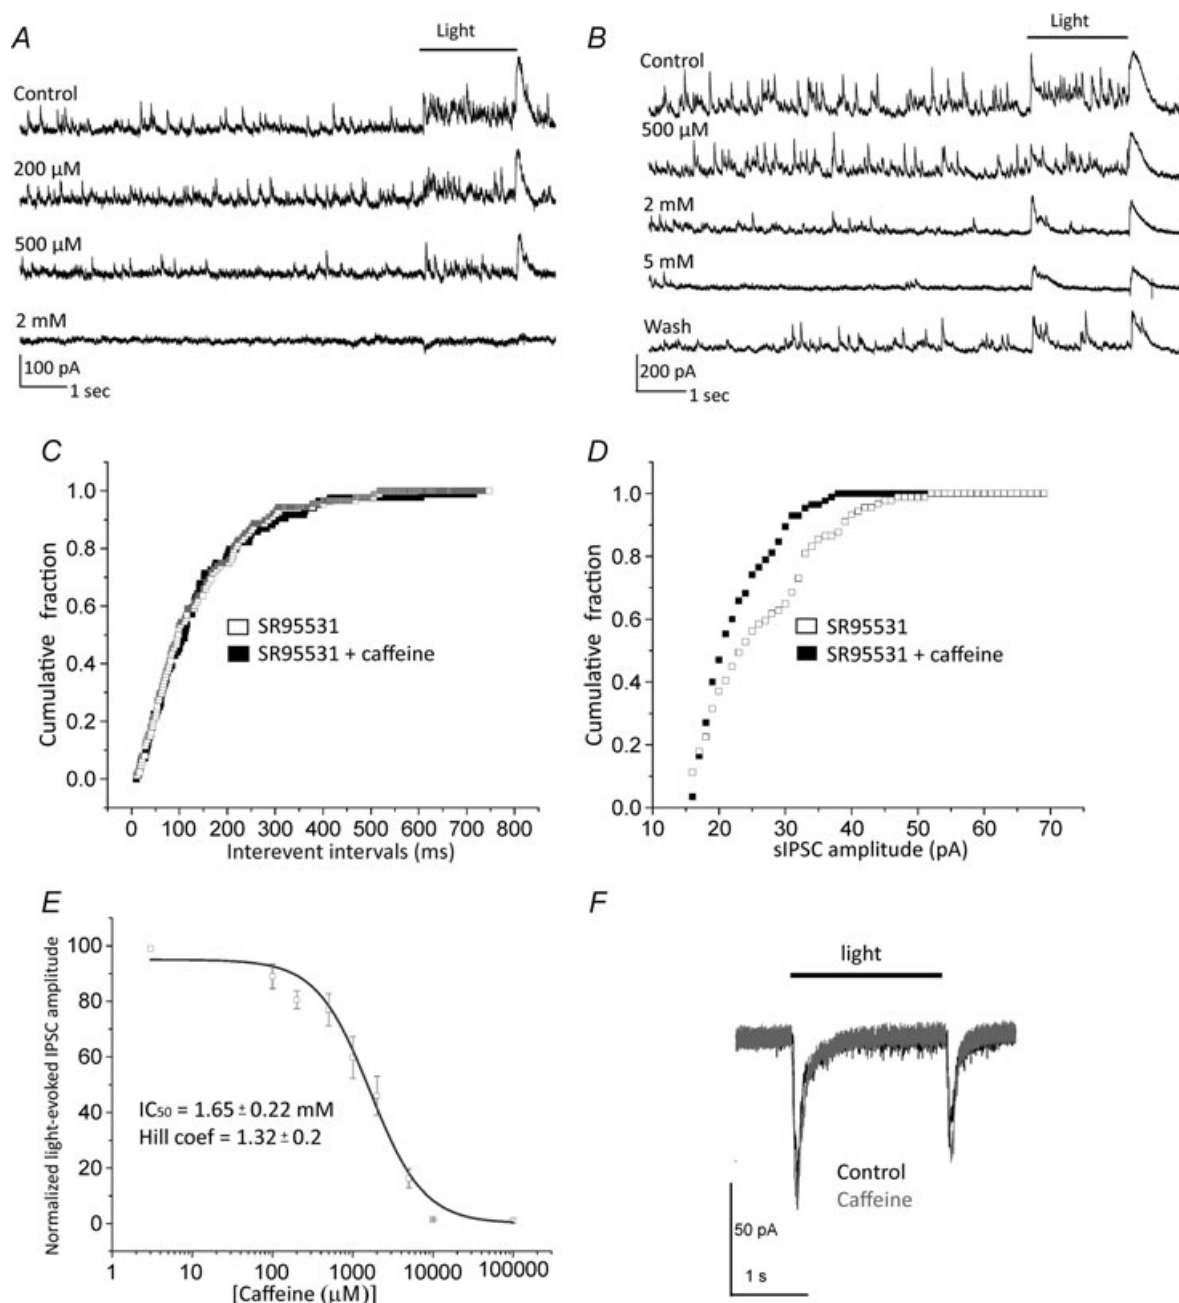 A
Light
Control
200 µM
500 µM
2 mM
100 pA
1 sec
B
Light
Control
500 µM
2 mM
5 mM
Wash
200 pA
1 sec
C
1.0
0.8
0.6
0.4
0.2
0.0
Cumulative fraction
SR95531
SR95531 + caffeine
0 100 200 300 400 500 600 700 800
Interevent intervals (ms)
D
1.0
0.8
0.6
0.4
0.2
0.0
Cumulative fraction
SR95531
SR95531 + caffeine
10 20 30 40 50 60 70
sIPSC amplitude (pA)
E
100
80
60
40
20
0
Normalized light-evoked IPSC amplitude
IC50 = 1.65 ± 0.22 mM
Hill coef = 1.32 ± 0.2
1 10 100 1000 10000 100000
[Caffeine (µM)]
F
light
Control
Caffeine
50 pA
1 s